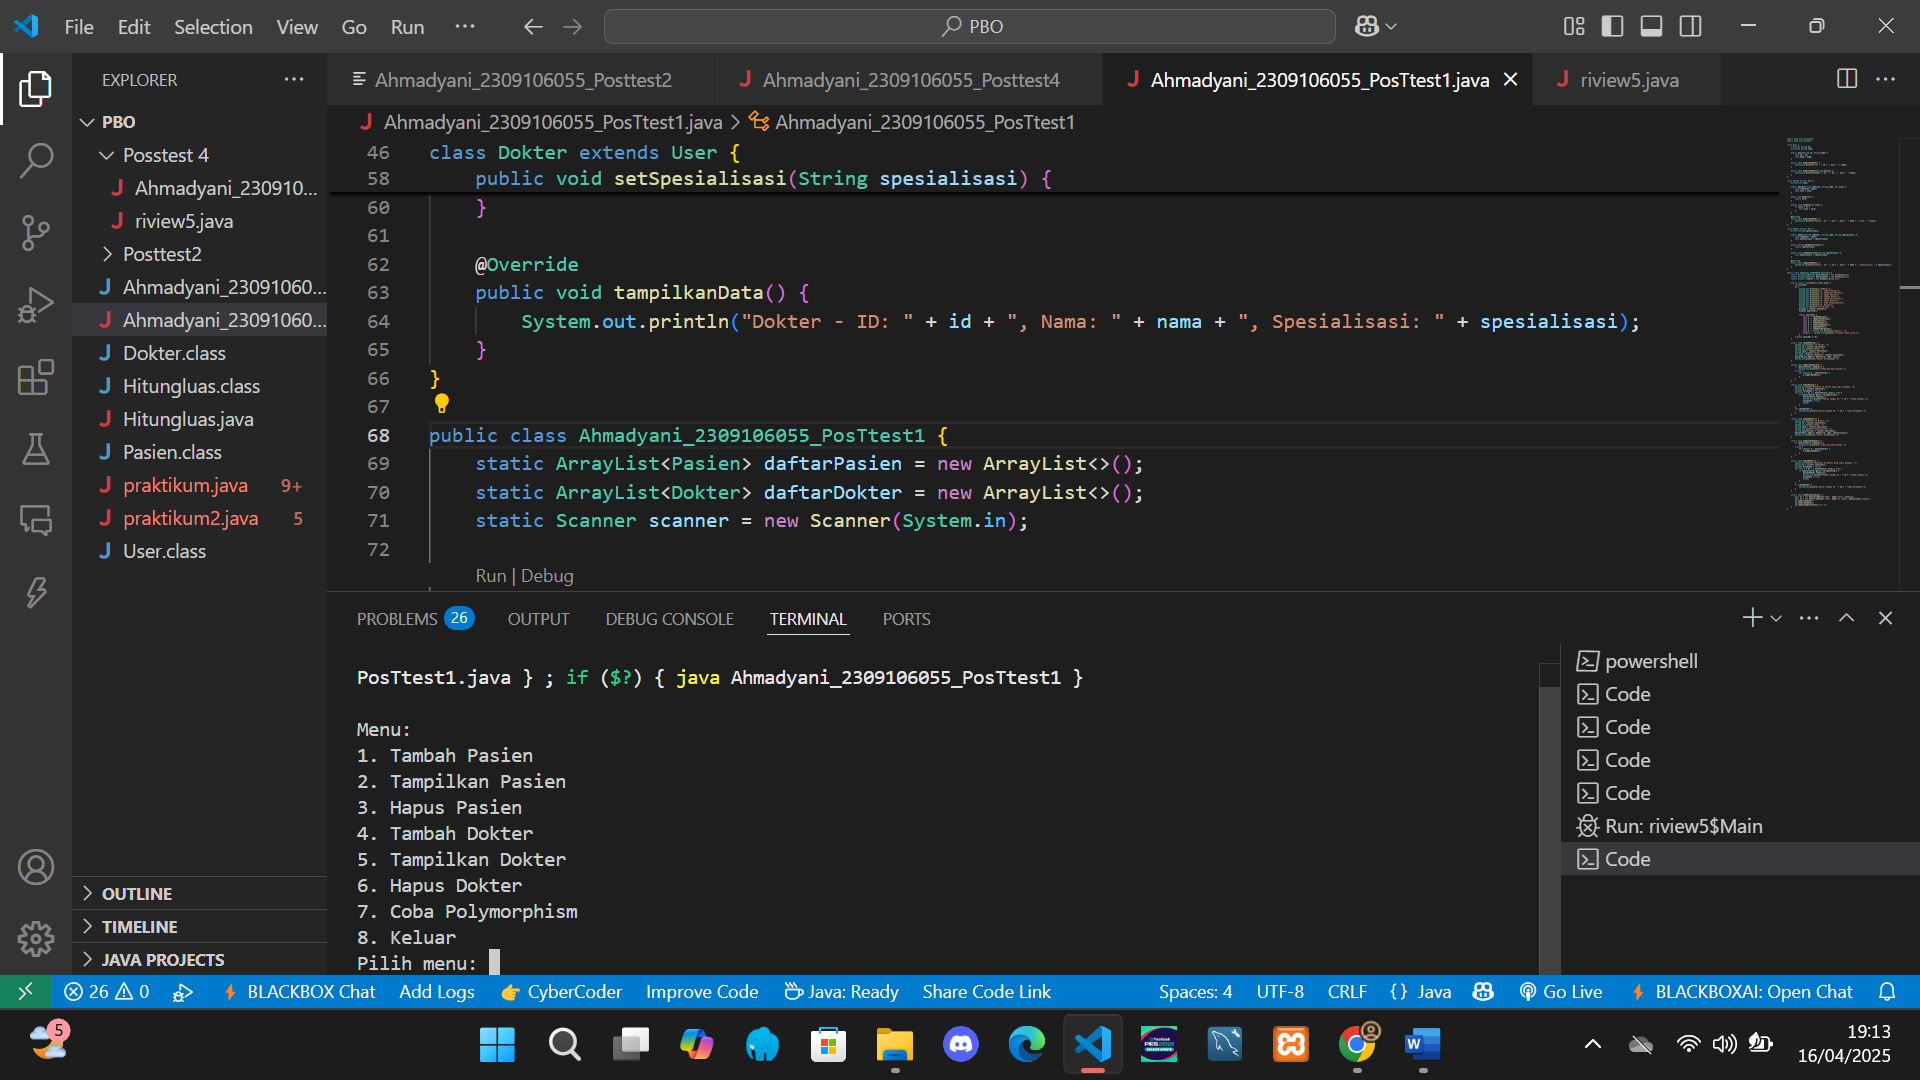 File Edit Selection View Go Run ···
PBO
EXPLORER
PBO
Posstest 4
Ahmadyani_230910...
riview5.java
Posttest2
Ahmadyani_23091060...
Ahmadyani_23091060...
Dokter.class
Hitungluas.class
Hitungluas.java
Pasien.class
praktikum.java 9+
praktikum2.java 5
User.class
OUTLINE
TIMELINE
JAVA PROJECTS
Ahmadyani_2309106055_Posttest2 Ahmadyani_2309106055_Posttest4 Ahmadyani_2309106055_PosTtest1.java riview5.java
Ahmadyani_2309106055_PosTtest1.java > Ahmadyani_2309106055_PosTtest1
46 class Dokter extends User {
58 public void setSpesialisasi(String spesialisasi) {
60 }
61
62 @Override
63 public void tampilkanData() {
64 System.out.println("Dokter - ID: " + id + ", Nama: " + nama + ", Spesialisasi: " + spesialisasi);
65 }
66 }
67
68 public class Ahmadyani_2309106055_PosTtest1 {
69 static ArrayList<Pasien> daftarPasien = new ArrayList<>();
70 static ArrayList<Dokter> daftarDokter = new ArrayList<>();
71 static Scanner scanner = new Scanner(System.in);
72
Run | Debug
PROBLEMS 26 OUTPUT DEBUG CONSOLE TERMINAL PORTS
PosTtest1.java } ; if ($?) { java Ahmadyani_2309106055_PosTtest1 }
Menu:
1. Tambah Pasien
2. Tampilkan Pasien
3. Hapus Pasien
4. Tambah Dokter
5. Tampilkan Dokter
6. Hapus Dokter
7. Coba Polymorphism
8. Keluar
Pilih menu:
powershell
Code
Code
Code
Code
Run: riview5$Main
Code
26 0 BLACKBOX Chat Add Logs CyberCoder Improve Code Java: Ready Share Code Link Spaces: 4 UTF-8 CRLF {} Java Go Live BLACKBOXAI: Open Chat
5
19:13
16/04/2025